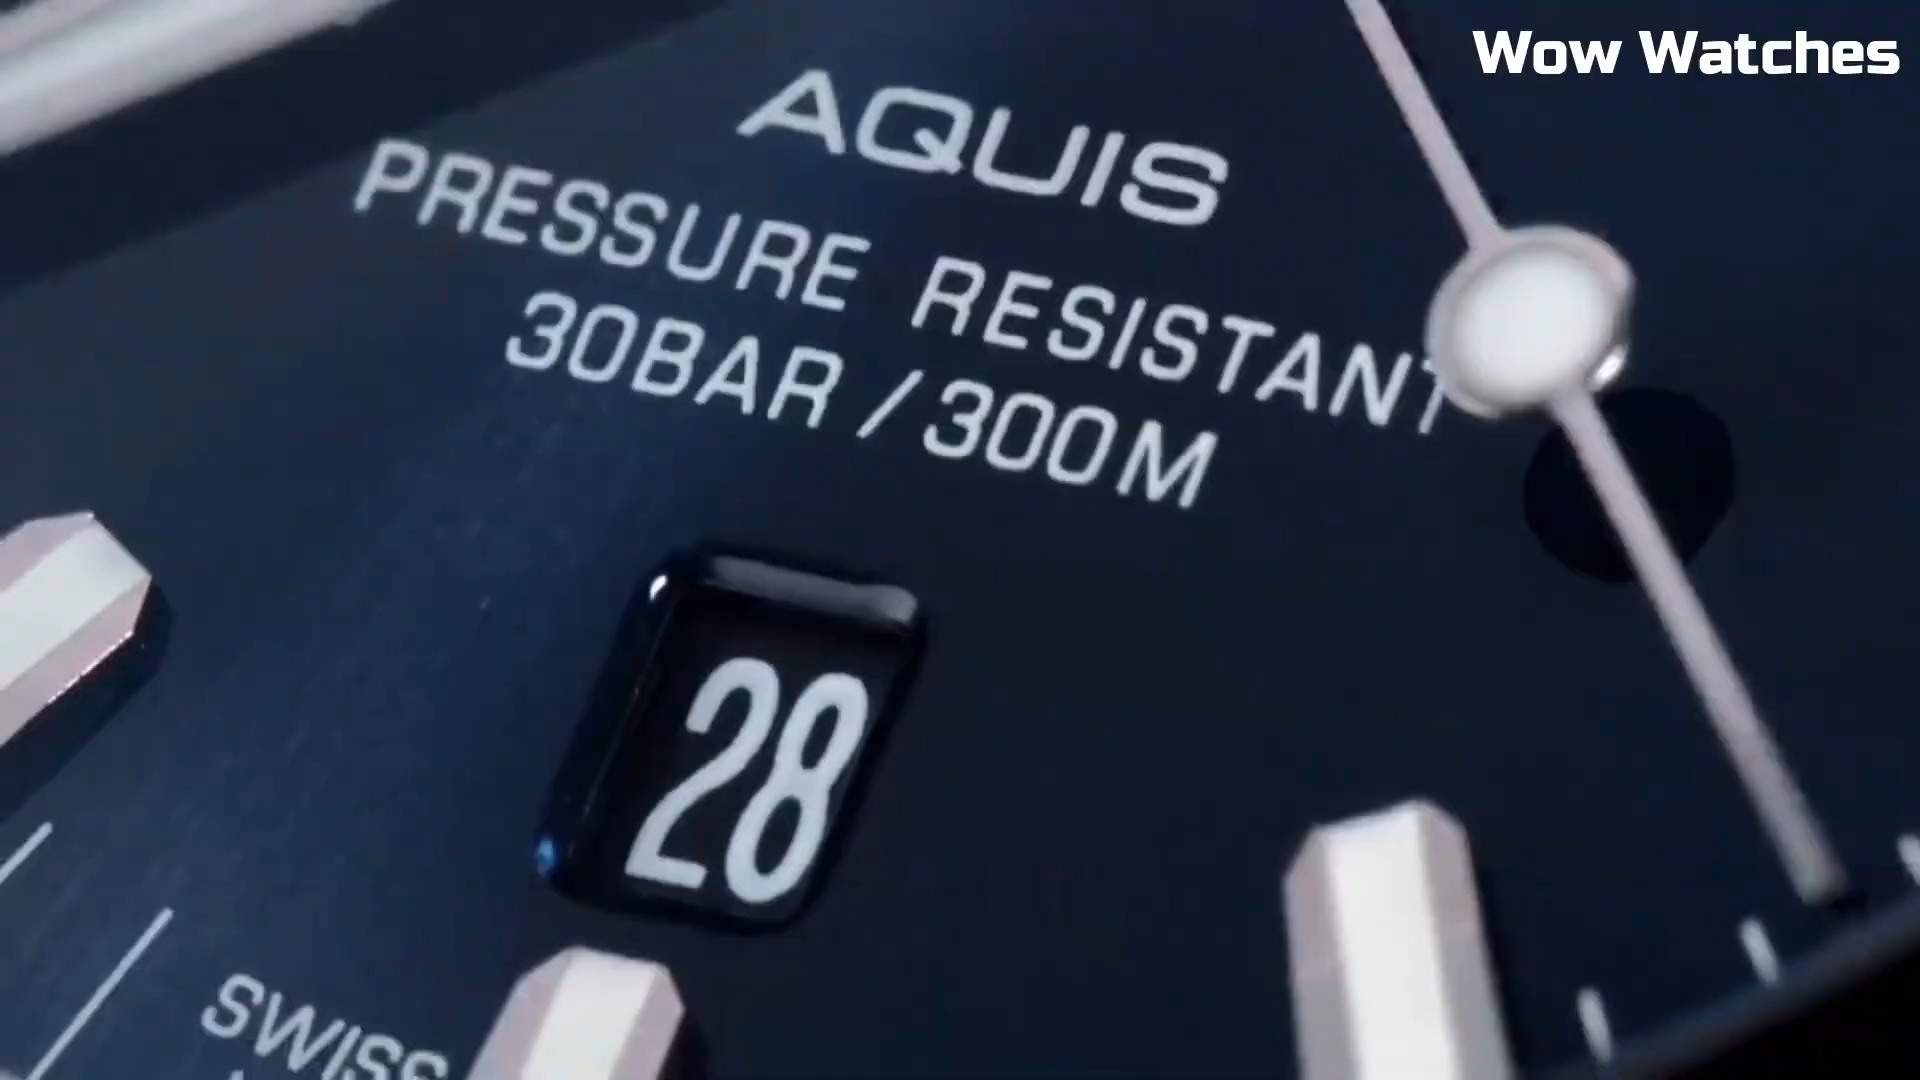 Wow Watches
AQUIS
PRESSURE RESISTANT
30BAR / 300M
28
SWISS